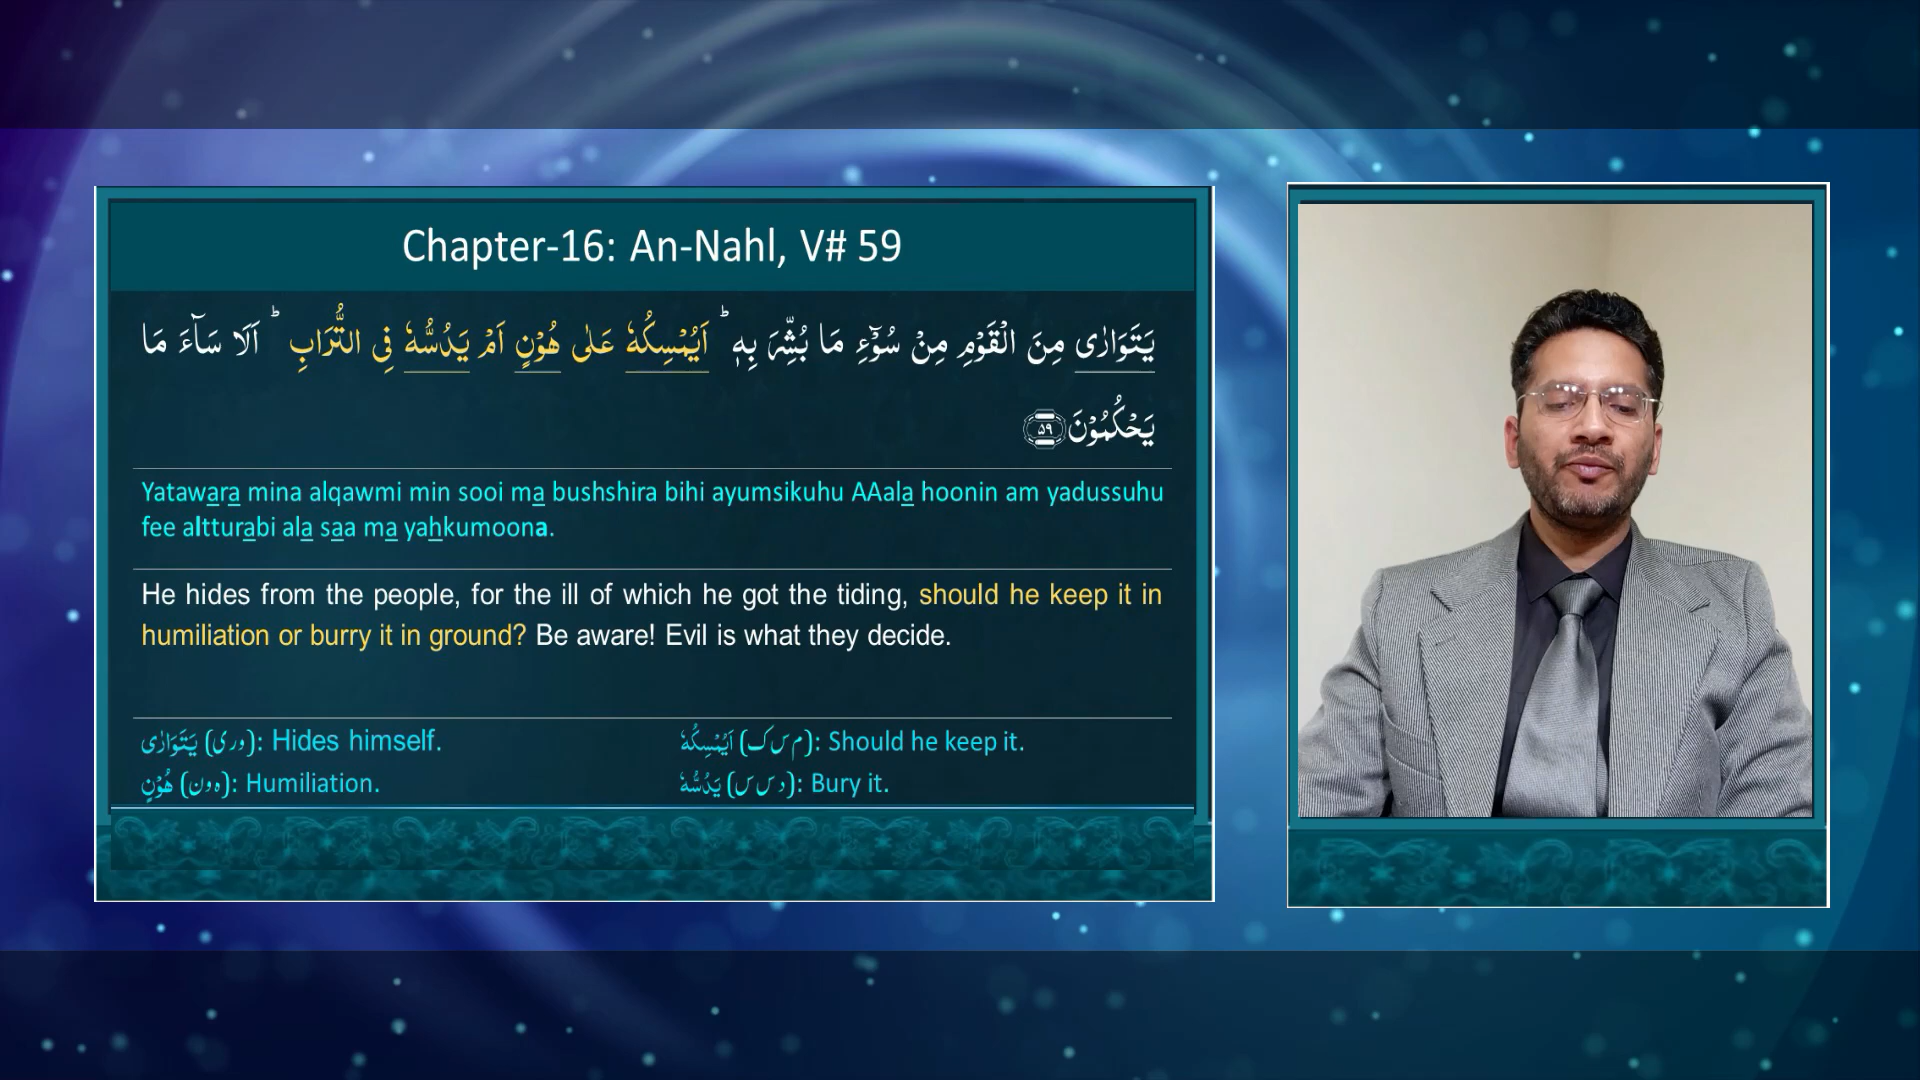 Chapter-16: An-Nahl, V# 59
يَتَوَارٰى مِنَ الْقَوْمِ مِنْ سُوْٓءِ مَا بُشِّرَ بِهٖ ؕ اَيُمْسِكُهٗ عَلٰى هُوْنٍ اَمْ يَدُسُّهٗ فِى التُّرَابِ ؕ اَلَا سَآءَ مَا
يَحْكُمُوْنَ ۵۹
Yatawara mina alqawmi min sooi ma bushshira bihi ayumsikuhu AAala hoonin am yadussuhu
fee altturabi ala saa ma yahkumoona.
He hides from the people, for the ill of which he got the tiding, should he keep it in
humiliation or burry it in ground? Be aware! Evil is what they decide.
يَتَوَارٰى (وری): Hides himself.
اَيُمْسِكُهٗ (م س ک): Should he keep it.
هُوْنٍ (ہ ون): Humiliation.
يَدُسُّهٗ (د س س): Bury it.